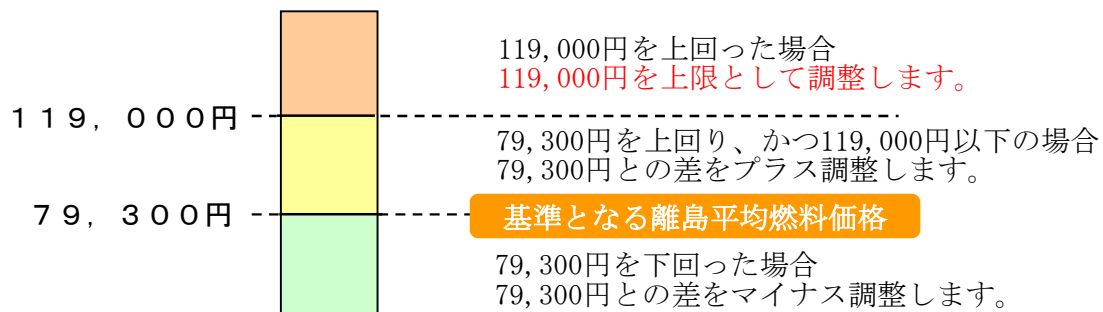 119,000円を上回った場合
119,000円を上限として調整します。
１１９，０００円
79,300円を上回り、かつ119,000円以下の場合
79,300円との差をプラス調整します。
７９，３００円
基準となる離島平均燃料価格
79,300円を下回った場合
79,300円との差をマイナス調整します。